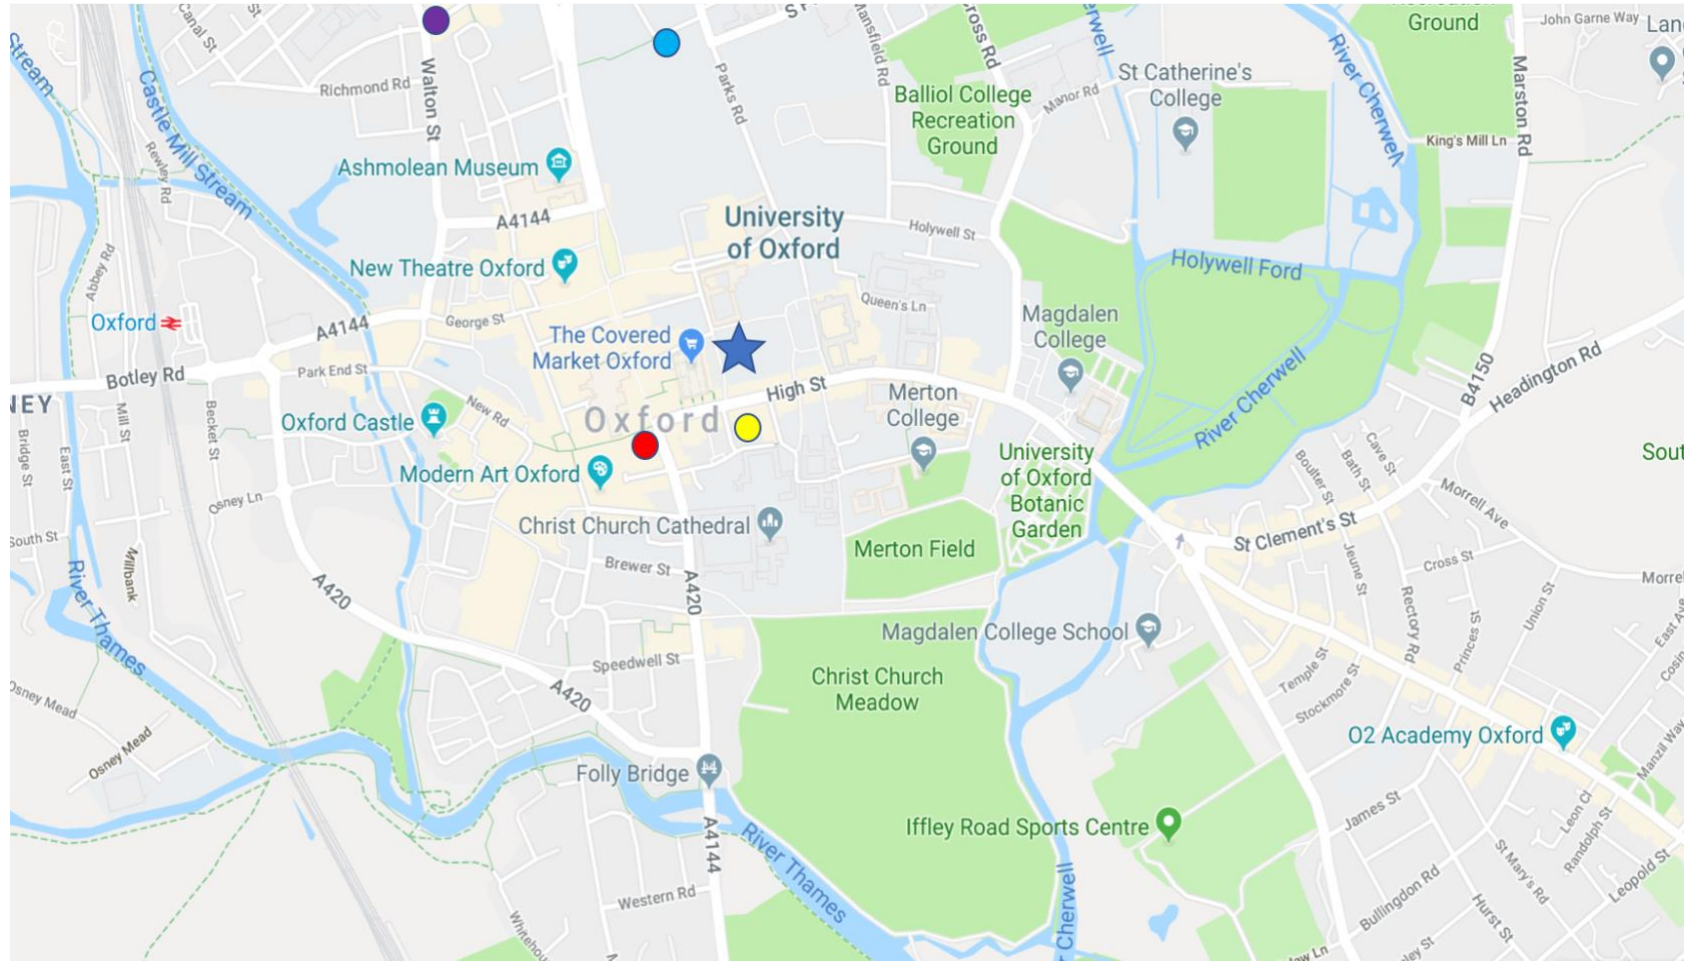 Canal St
St
Mansfield Rd
Cross Rd
Ground
John Garne Way
Stream
Castle Mill Stream
Walton St
Richmond Rd
Parks Rd
Balliol College
Recreation
Ground
Manor Rd
St Catherine's
College
River Cherwell
Marston Rd
King's Mill Ln
Rewley Rd
Ashmolean Museum
A4144
University
of Oxford
Holywell St
Abbey Rd
New Theatre Oxford
Holywell Ford
Oxford
A4144
George St
The Covered
Market Oxford
Queen's Ln
Magdalen
College
Botley Rd
Park End St
High St
Merton
College
River Cherwell
B4150
Headington Rd
NEY
Mill St
Becket St
New Rd
Oxford Castle
Oxford
Bridge St
East St
Modern Art Oxford
University
of Oxford
Botanic
Garden
Boulter St
Bath St
Cave St
Morrell Ave
Osney Ln
South St
Christ Church Cathedral
Merton Field
St Clement's St
Millbank
A420
Brewer St
A420
Jeune St
Cross St
Rectory Rd
Princes St
Union St
River Thames
Magdalen College School
Speedwell St
A420
Christ Church
Meadow
Temple St
Stockmore St
Osney Mead
Osney Mead
O2 Academy Oxford
Manzil Way
Folly Bridge
Iffley Road Sports Centre
James St
Leon Cl
Randolph St
A4144
River Thames
St Mary's Rd
Leopold St
Western Rd
Cherwell
Bullingdon Rd
Hurst St